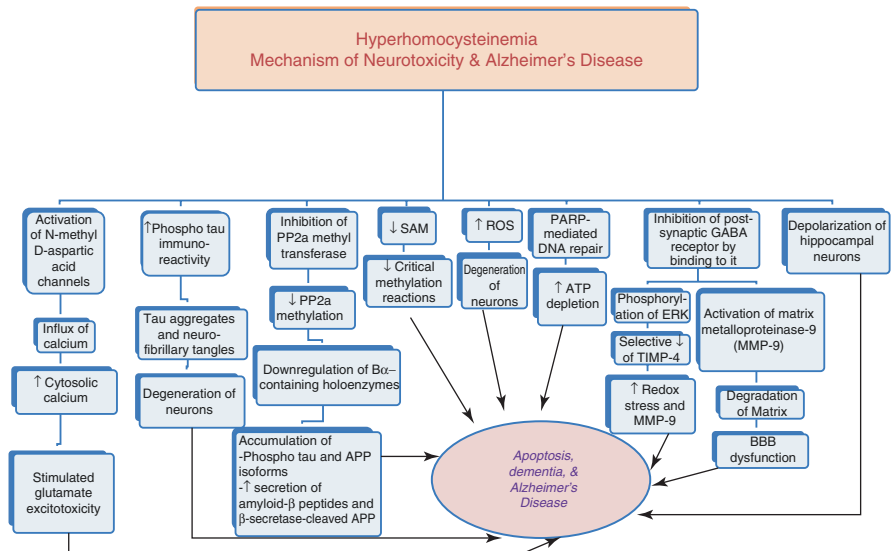 Hyperhomocysteinemia
Mechanism of Neurotoxicity & Alzheimer's Disease
Activation
of N-methyl
D-aspartic
acid
channels
Influx of
calcium
↑ Cytosolic
calcium
Stimulated
glutamate
excitotoxicity
↑Phospho tau
immuno-
reactivity
Tau aggregates
and neuro-
fibrillary tangles
Degeneration of
neurons
Inhibition of
PP2a methyl
transferase
↓ PP2a
methylation
Downregulation of Bα–
containing holoenzymes
Accumulation of
-Phospho tau and APP
isoforms
-↑ secretion of
amyloid-β peptides and
β-secretase-cleaved APP
↓ SAM
↓ Critical
methylation
reactions
↑ ROS
Degeneration
of
neurons
PARP-
mediated
DNA repair
↑ ATP
depletion
Inhibition of post-
synaptic GABA
receptor by
binding to it
Phosphoryl-
ation of ERK
Selective ↓
of TIMP-4
↑ Redox
stress and
MMP-9
Activation of matrix
metalloproteinase-9
(MMP-9)
Degradation
of Matrix
BBB
dysfunction
Depolarization of
hippocampal
neurons
Apoptosis,
dementia, &
Alzheimer's
Disease